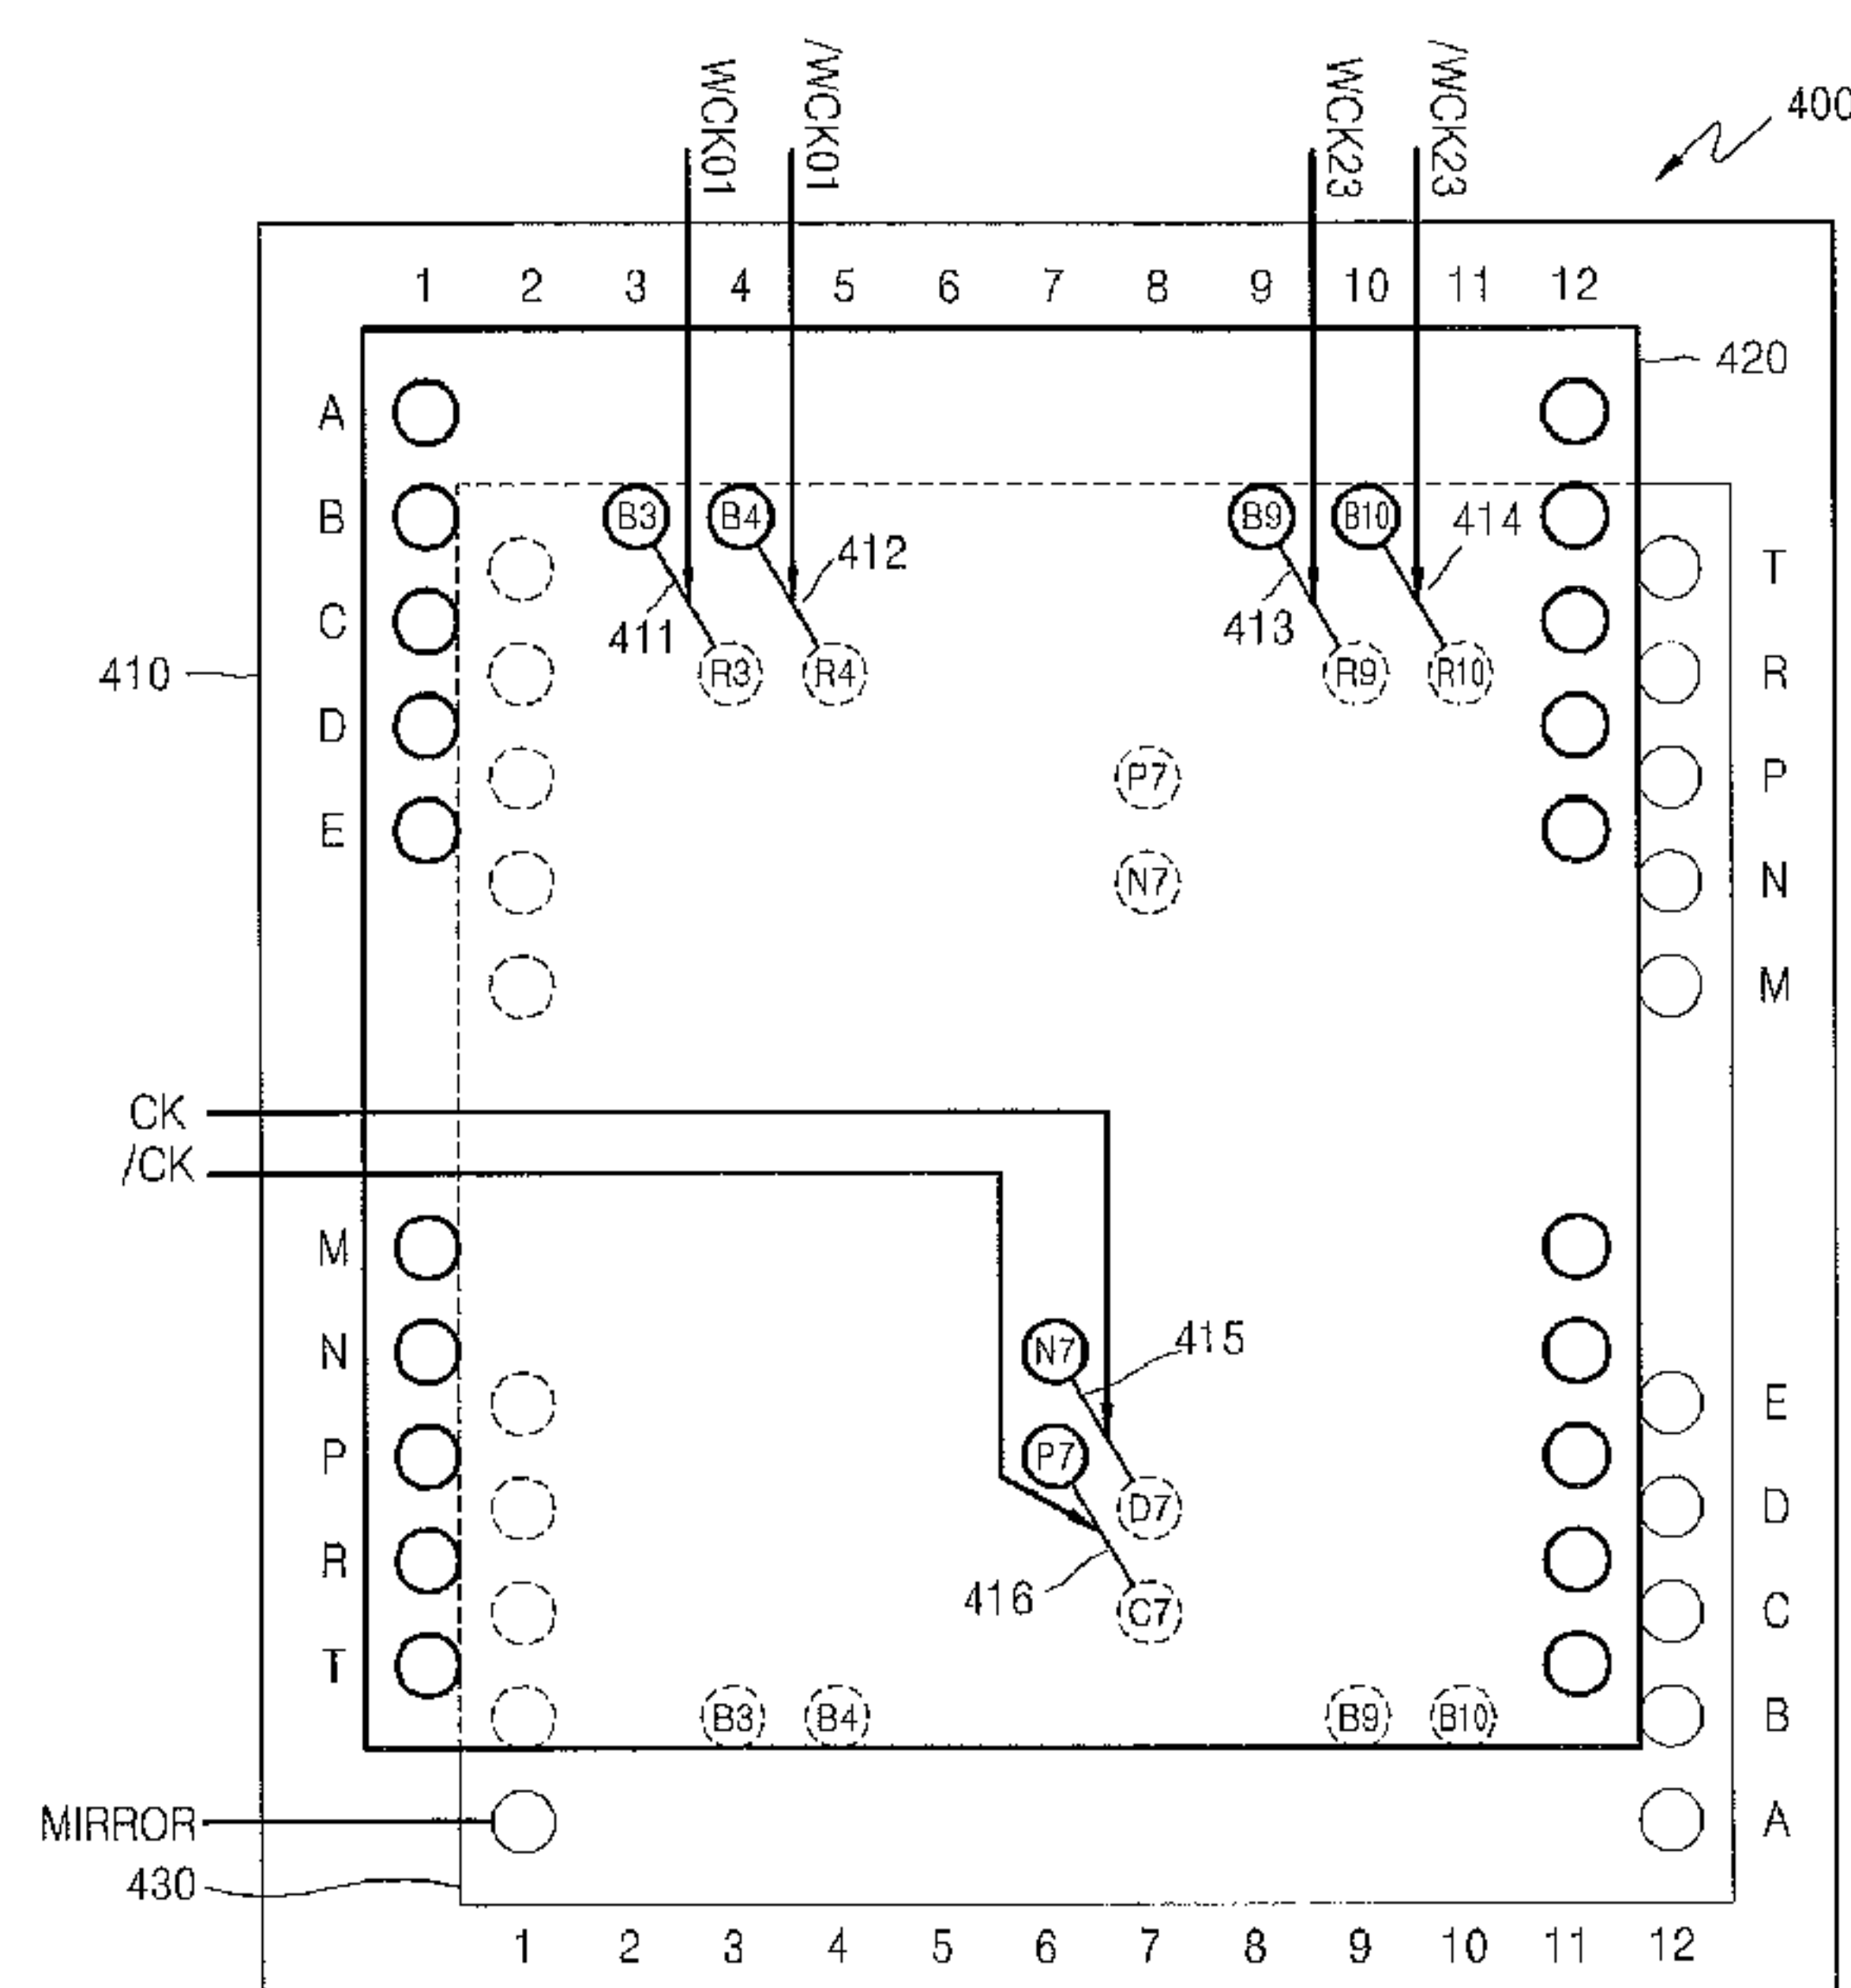 WCK01 /WCK01 WCK23 /WCK23
400
1 2 3 4 5 6 7 8 9 10 11 12
420
A
B B3 B4 B9 B10 414 T
412
C 411 413
410 R3 R4 R9 R10 R
D
P7 P
E
N7 N
M
CK
/CK
M
N N7 415
E
P P7
D7 D
R
416 C7 C
T
B3 B4 B9 B10 B
MIRROR A
430
1 2 3 4 5 6 7 8 9 10 11 12